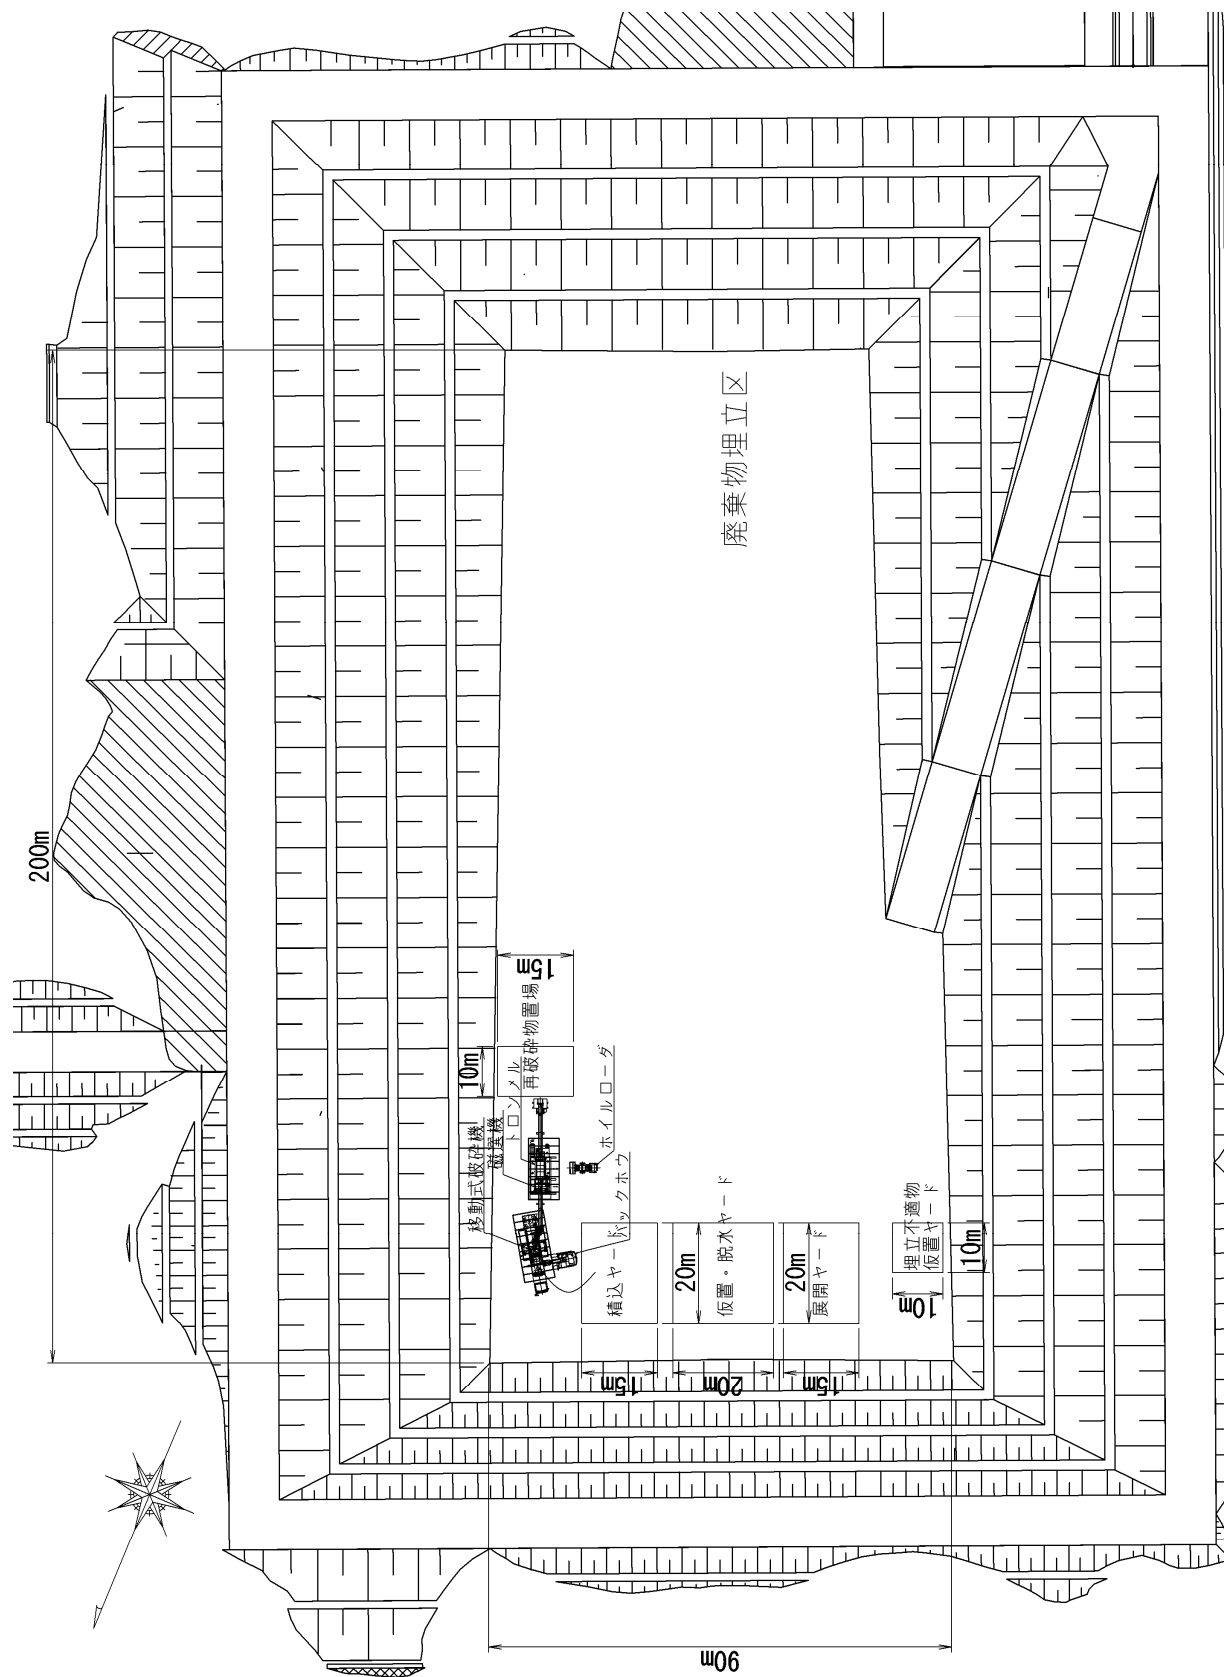 200m
廃棄物埋立区
15m
再破砕物置場
10m
トロンメル
磁選機
移動式破砕機
ホイルローダ
バックホウ
積込ヤード
20m
仮置・脱水ヤード
20m
展開ヤード
埋立不適物
仮置ヤード
10m
10m
15m
20m
15m
90m